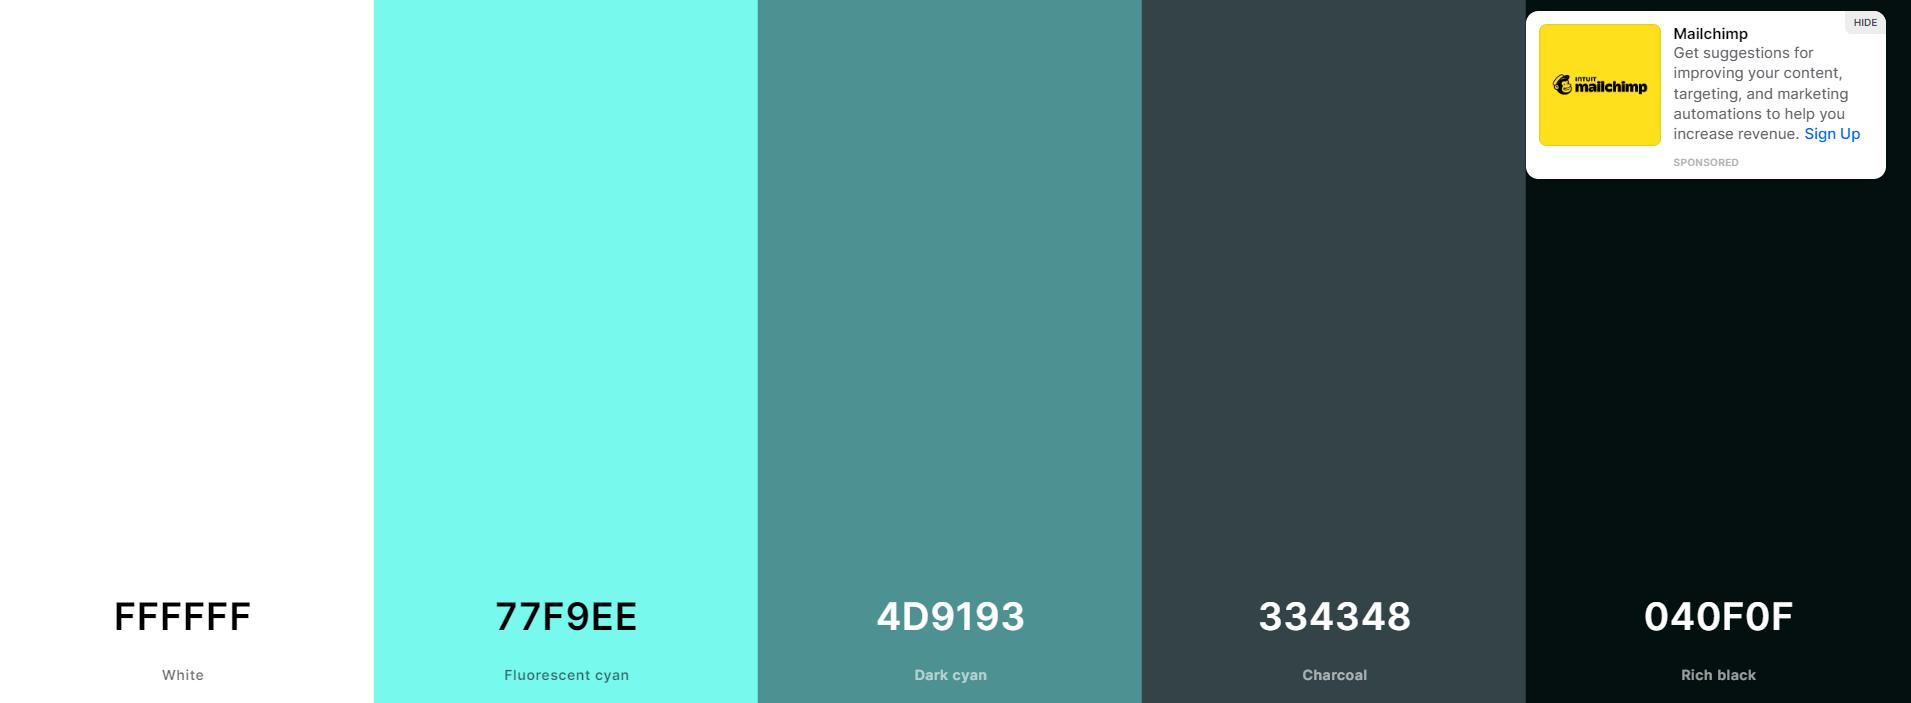 HIDE
Mailchimp
Get suggestions for
improving your content,
targeting, and marketing
automations to help you
increase revenue. Sign Up
SPONSORED
INTUIT
mailchimp
FFFFFF
White
77F9EE
Fluorescent cyan
4D9193
Dark cyan
334348
Charcoal
040F0F
Rich black